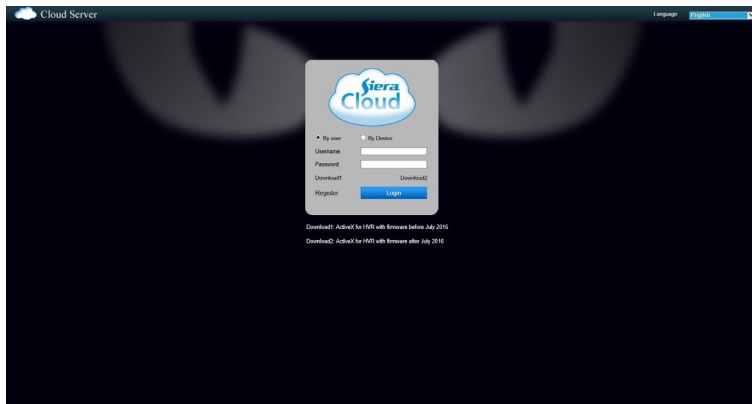 Cloud Server
Language English
Siera
Cloud
By user By Device
Username
Password
Download1 Download2
Register Login
Download1: ActiveX for HVR with firmware before July 2016
Download2: ActiveX for HVR with firmware after July 2016